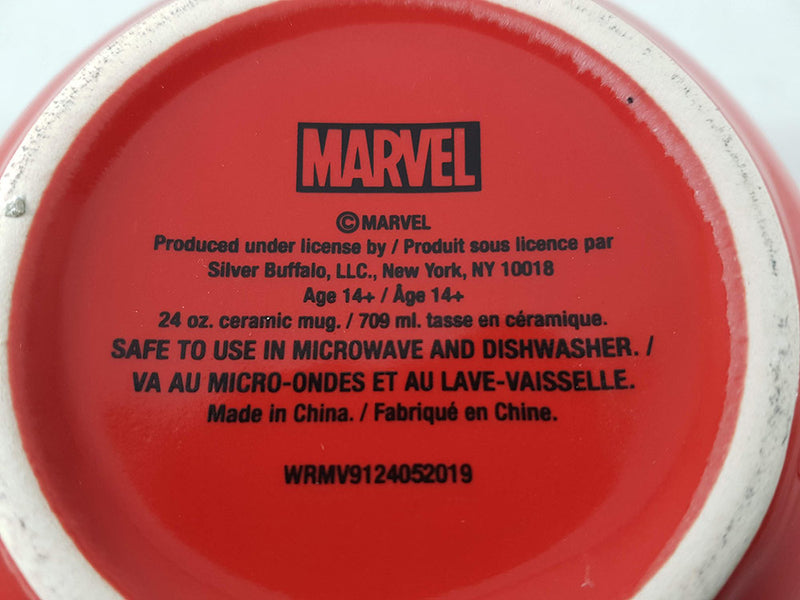 MARVEL
©MARVEL
Produced under license by / Produit sous licence par
Silver Buffalo, LLC., New York, NY 10018
Age 14+ / Âge 14+
24 oz. ceramic mug. / 709 ml. tasse en céramique.
SAFE TO USE IN MICROWAVE AND DISHWASHER. /
VA AU MICRO-ONDES ET AU LAVE-VAISSELLE.
Made in China. / Fabriqué en Chine.
WRMV9124052019